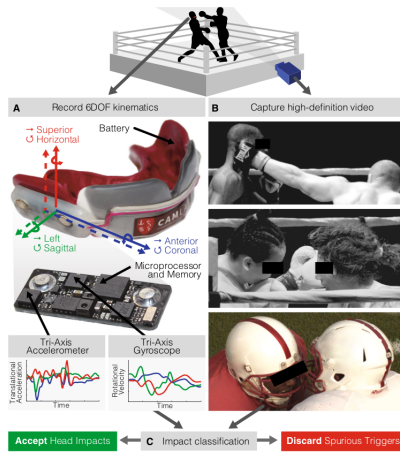 A Record 6DOF kinematics
Battery
→ Superior
↺ Horizontal
CAM
→ Left
↺ Sagittal
→ Anterior
↺ Coronal
Microprocessor
and Memory
Tri-Axis
Accelerometer
Tri-Axis
Gyroscope
Translational
Acceleration
Time
Rotational
Velocity
Time
B Capture high-definition video
Accept Head Impacts
C Impact classification
Discard Spurious Triggers